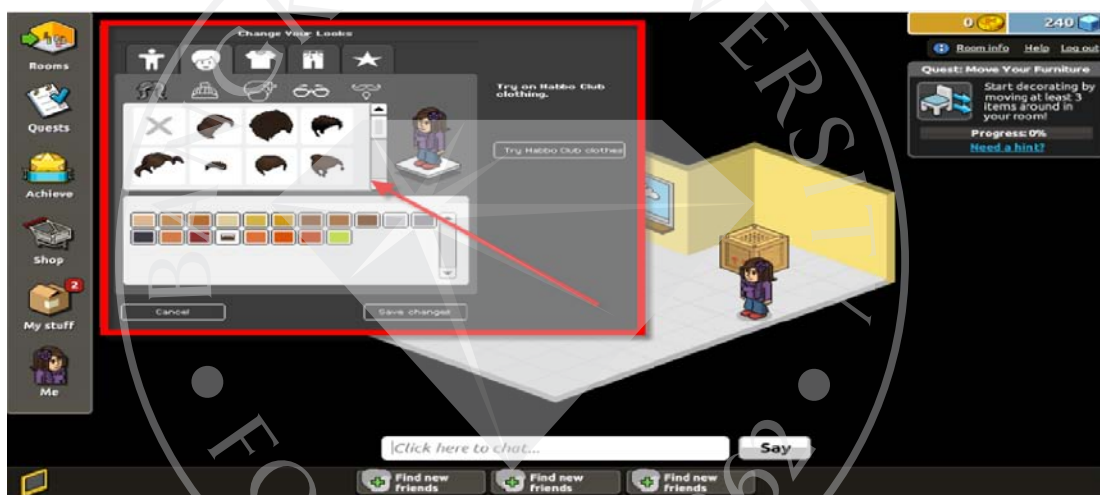 0
240
Room info Help Log out
Change Your Looks
Rooms
Quest: Move Your Furniture
Start decorating by
moving at least 3
items around in
your room!
Progress: 0%
Need a hint?
Try on Habbo Club
clothing.
Try Habbo Club clothes
Quests
Achieve
Shop
2
My stuff
Cancel
Save changes
Me
Click here to chat...
Say
Find new
friends
Find new
friends
Find new
friends